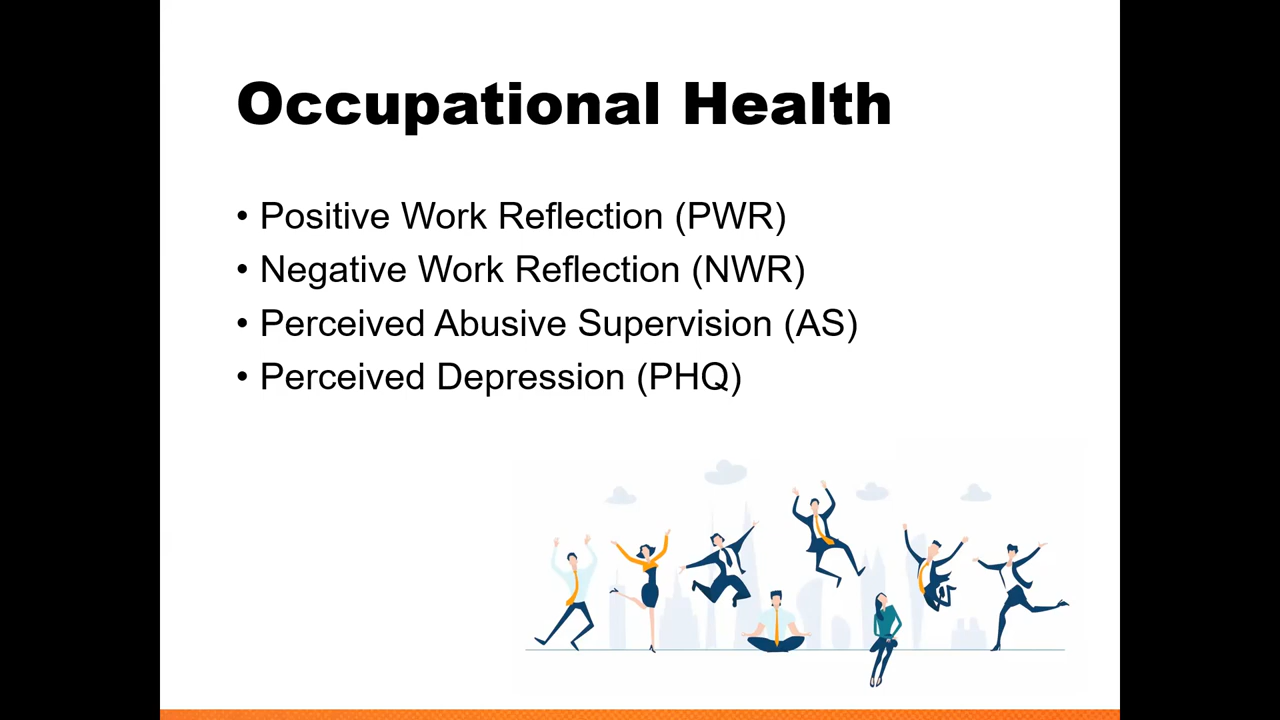 Occupational Health
• Positive Work Reflection (PWR)
• Negative Work Reflection (NWR)
• Perceived Abusive Supervision (AS)
• Perceived Depression (PHQ)